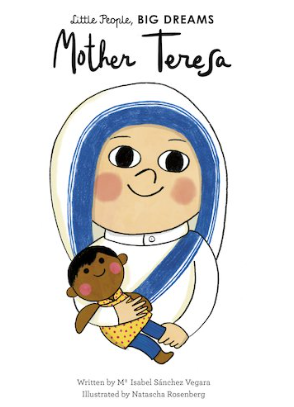 Little People, BIG DREAMS
Mother Teresa
Written by Mª Isabel Sánchez Vegara
Illustrated by Natascha Rosenberg